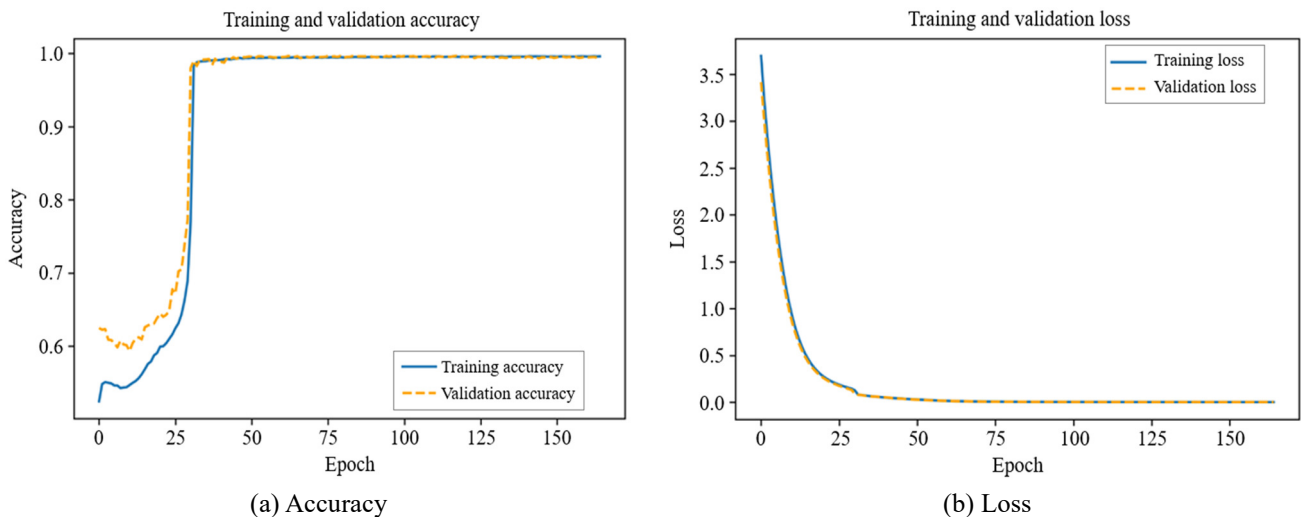 Training and validation accuracy
1.0
0.9
0.8
0.7
0.6
Accuracy
0 25 50 75 100 125 150
Epoch
Training accuracy
Validation accuracy
(a) Accuracy
Training and validation loss
3.5
3.0
2.5
2.0
1.5
1.0
0.5
0.0
Loss
0 25 50 75 100 125 150
Epoch
Training loss
Validation loss
(b) Loss